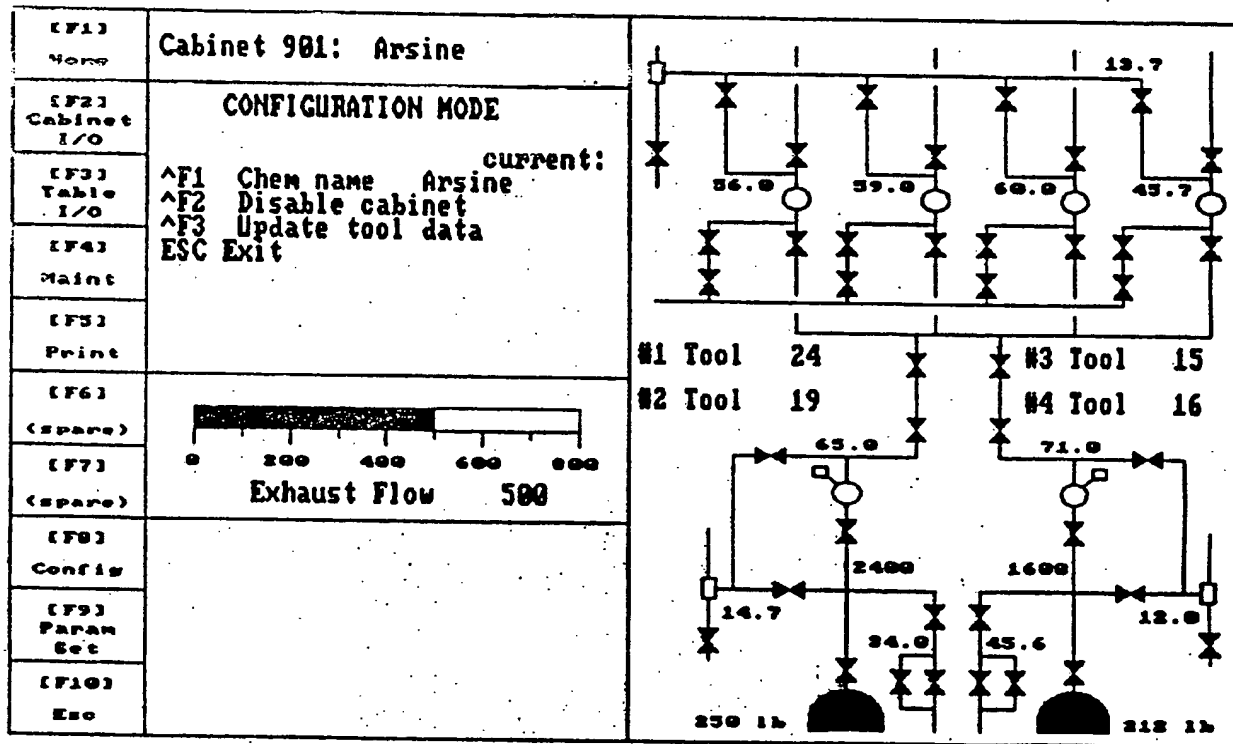 [F1]
Home
[F2]
Cabinet
I/O
[F3]
Table
I/O
[F4]
Maint
[F5]
Print
[F6]
(spare)
[F7]
(spare)
[F8]
Config
[F9]
Param
Set
[F10]
Esc
Cabinet 901: Arsine
CONFIGURATION MODE
current:
^F1 Chem name Arsine
^F2 Disable cabinet
^F3 Update tool data
ESC Exit
0 200 400 600 800
Exhaust Flow 500
13.7
56.0 59.0 60.0 45.7
#1 Tool 24 #3 Tool 15
#2 Tool 19 #4 Tool 16
65.0 71.0
2400 1600
14.7 12.0
34.0 45.6
250 lb 212 lb